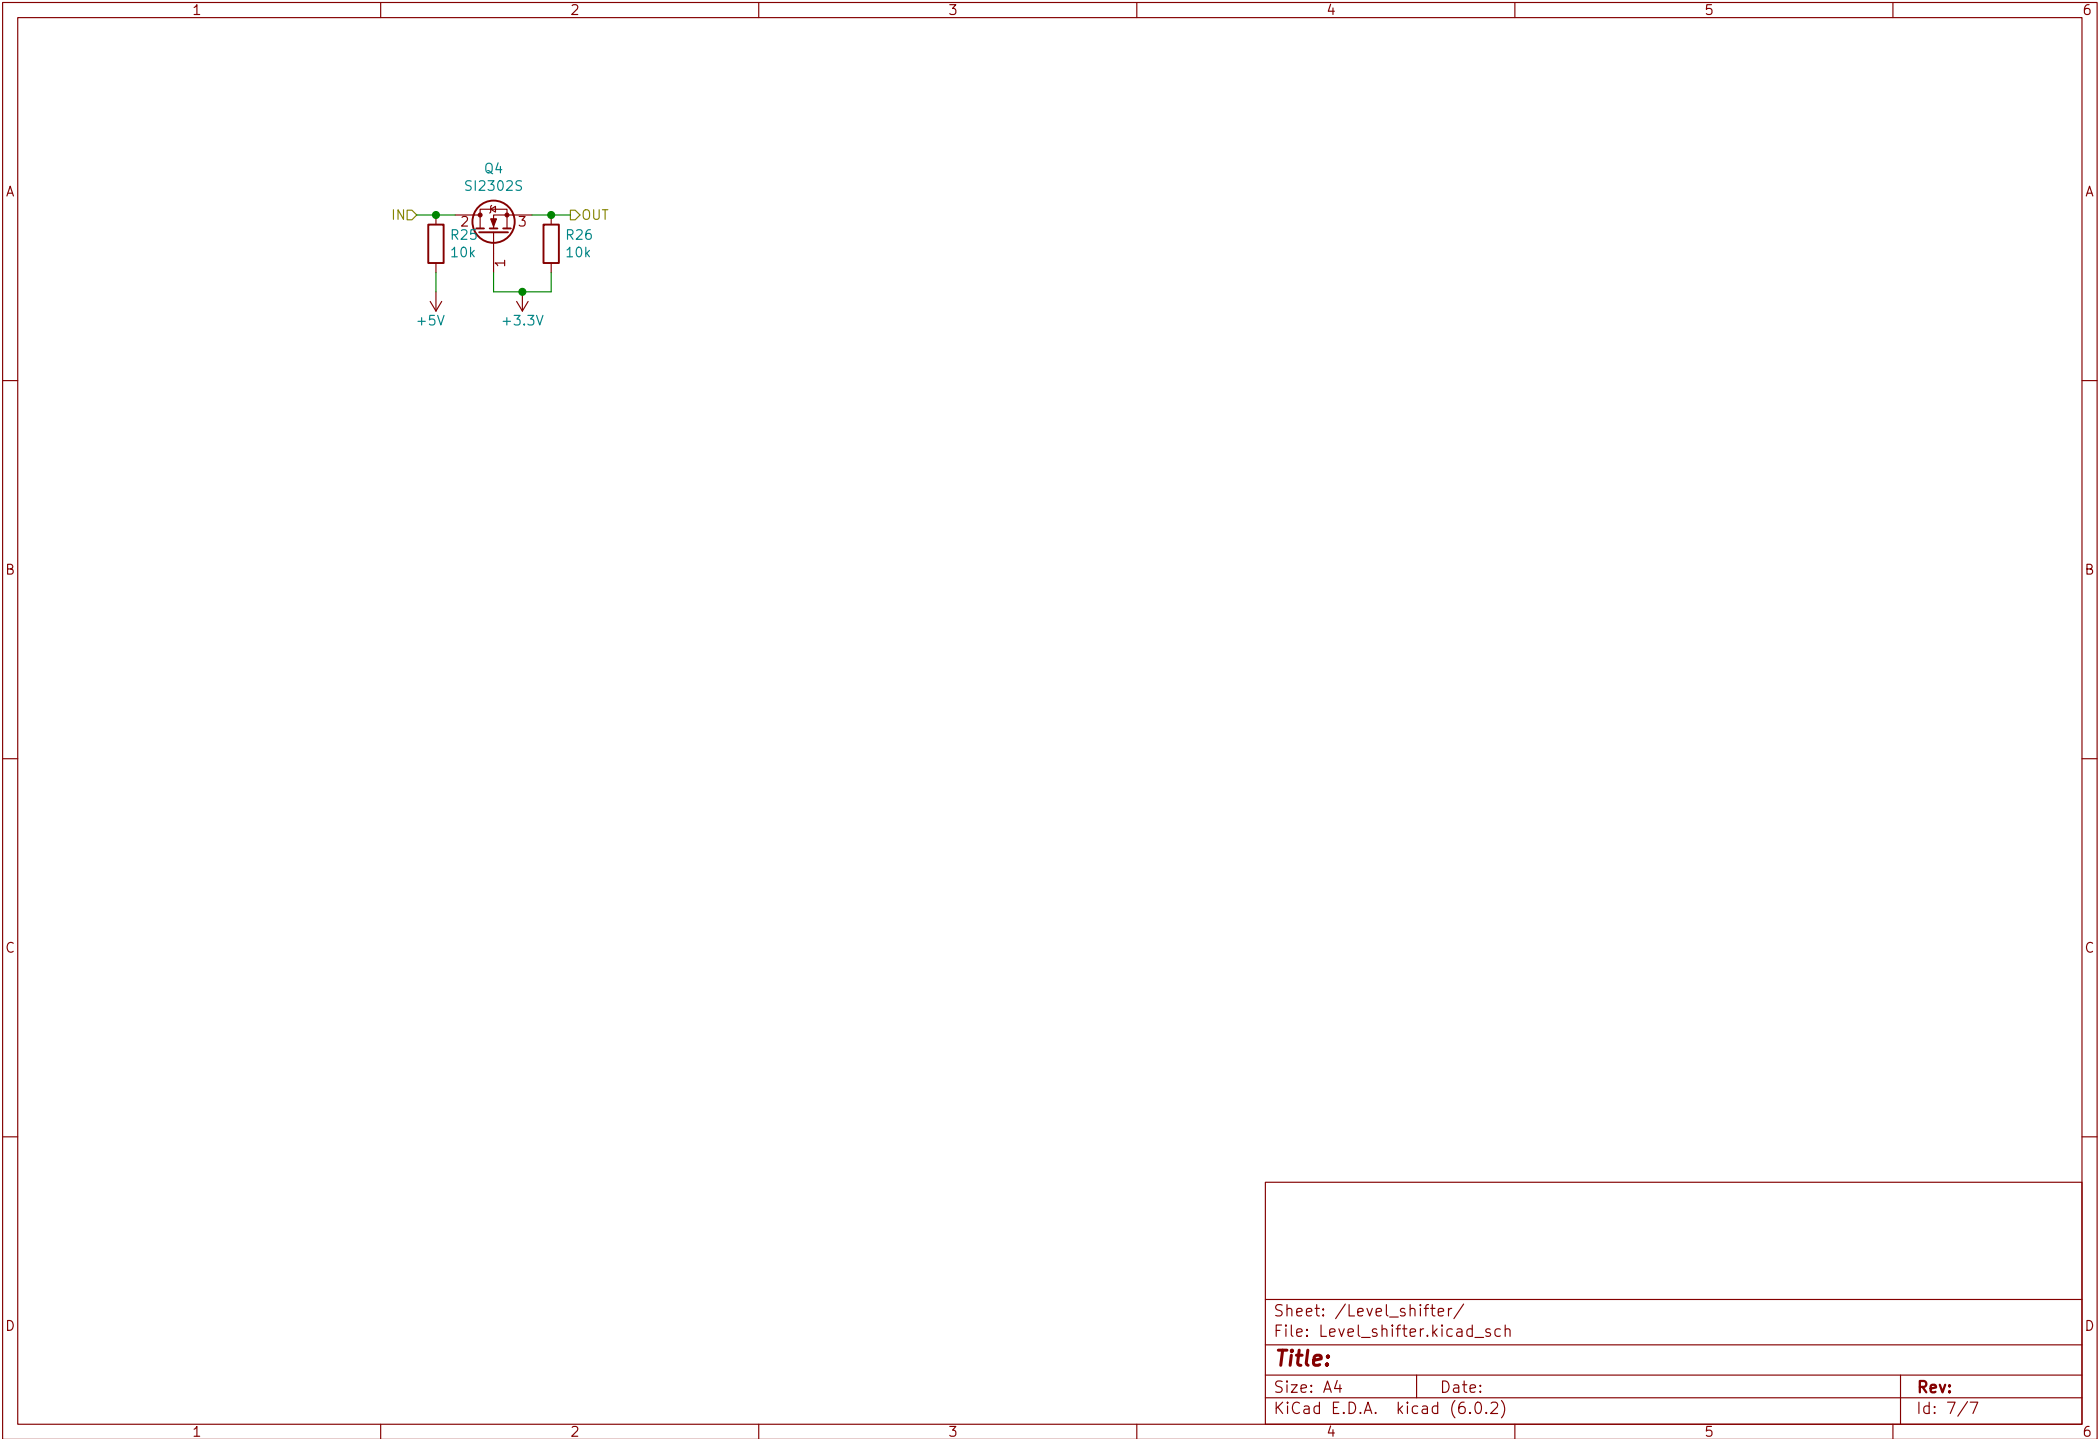 1 2 3 4 5 6
A A
Q4
SI2302S
IN 2 3 OUT
R25 R26
10k 1 10k
+5V +3.3V
B B
C C
Sheet: /Level_shifter/
File: Level_shifter.kicad_sch
D D
Title:
Size: A4 Date: Rev:
KiCad E.D.A. kicad (6.0.2) Id: 7/7
1 2 3 4 5 6